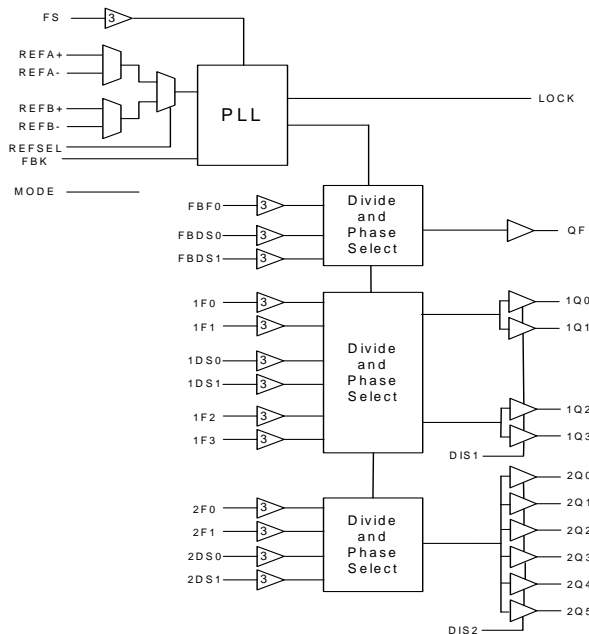 FS 3
REFA+
REFA-
REFB+
REFB-
REFSEL
FBK
PLL
LOCK
MODE
FBF0 3
FBDS0 3
FBDS1 3
Divide
and
Phase
Select
QF
1F0 3
1F1 3
1DS0 3
1DS1 3
1F2 3
1F3 3
Divide
and
Phase
Select
1Q0
1Q1
1Q2
1Q3
DIS1
2F0 3
2F1 3
2DS0 3
2DS1 3
Divide
and
Phase
Select
2Q0
2Q1
2Q2
2Q3
2Q4
2Q5
DIS2